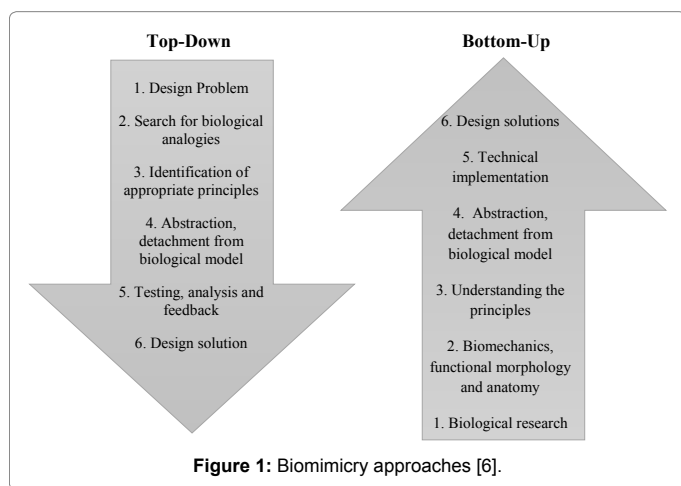 Top-Down
1. Design Problem
2. Search for biological
analogies
3. Identification of
appropriate principles
4. Abstraction,
detachment from
biological model
5. Testing, analysis and
feedback
6. Design solution
Bottom-Up
6. Design solutions
5. Technical
implementation
4. Abstraction,
detachment from
biological model
3. Understanding the
principles
2. Biomechanics,
functional morphology
and anatomy
1. Biological research
Figure 1: Biomimicry approaches [6].